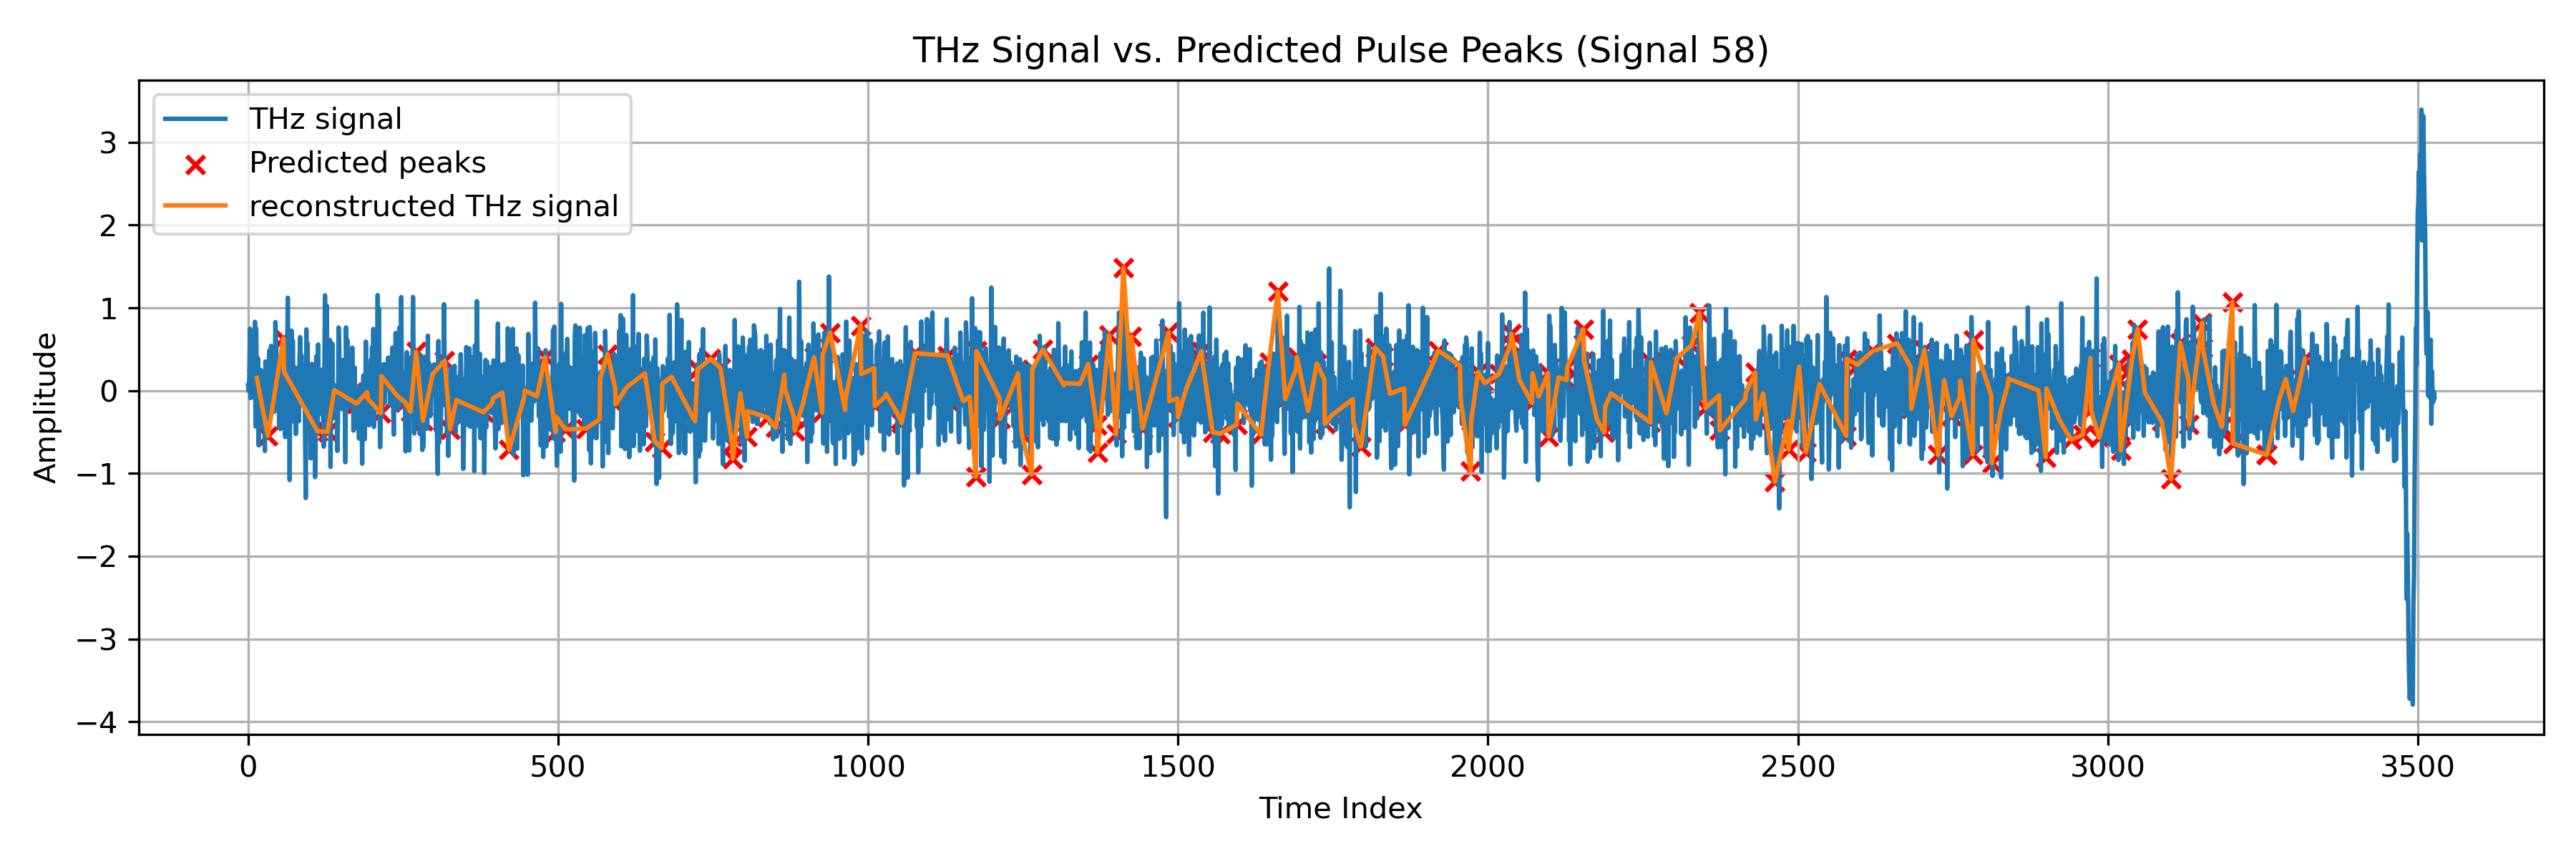 THz Signal vs. Predicted Pulse Peaks (Signal 58)
THz signal
Predicted peaks
reconstructed THz signal
Amplitude
3
2
1
0
−1
−2
−3
−4
0 500 1000 1500 2000 2500 3000 3500
Time Index